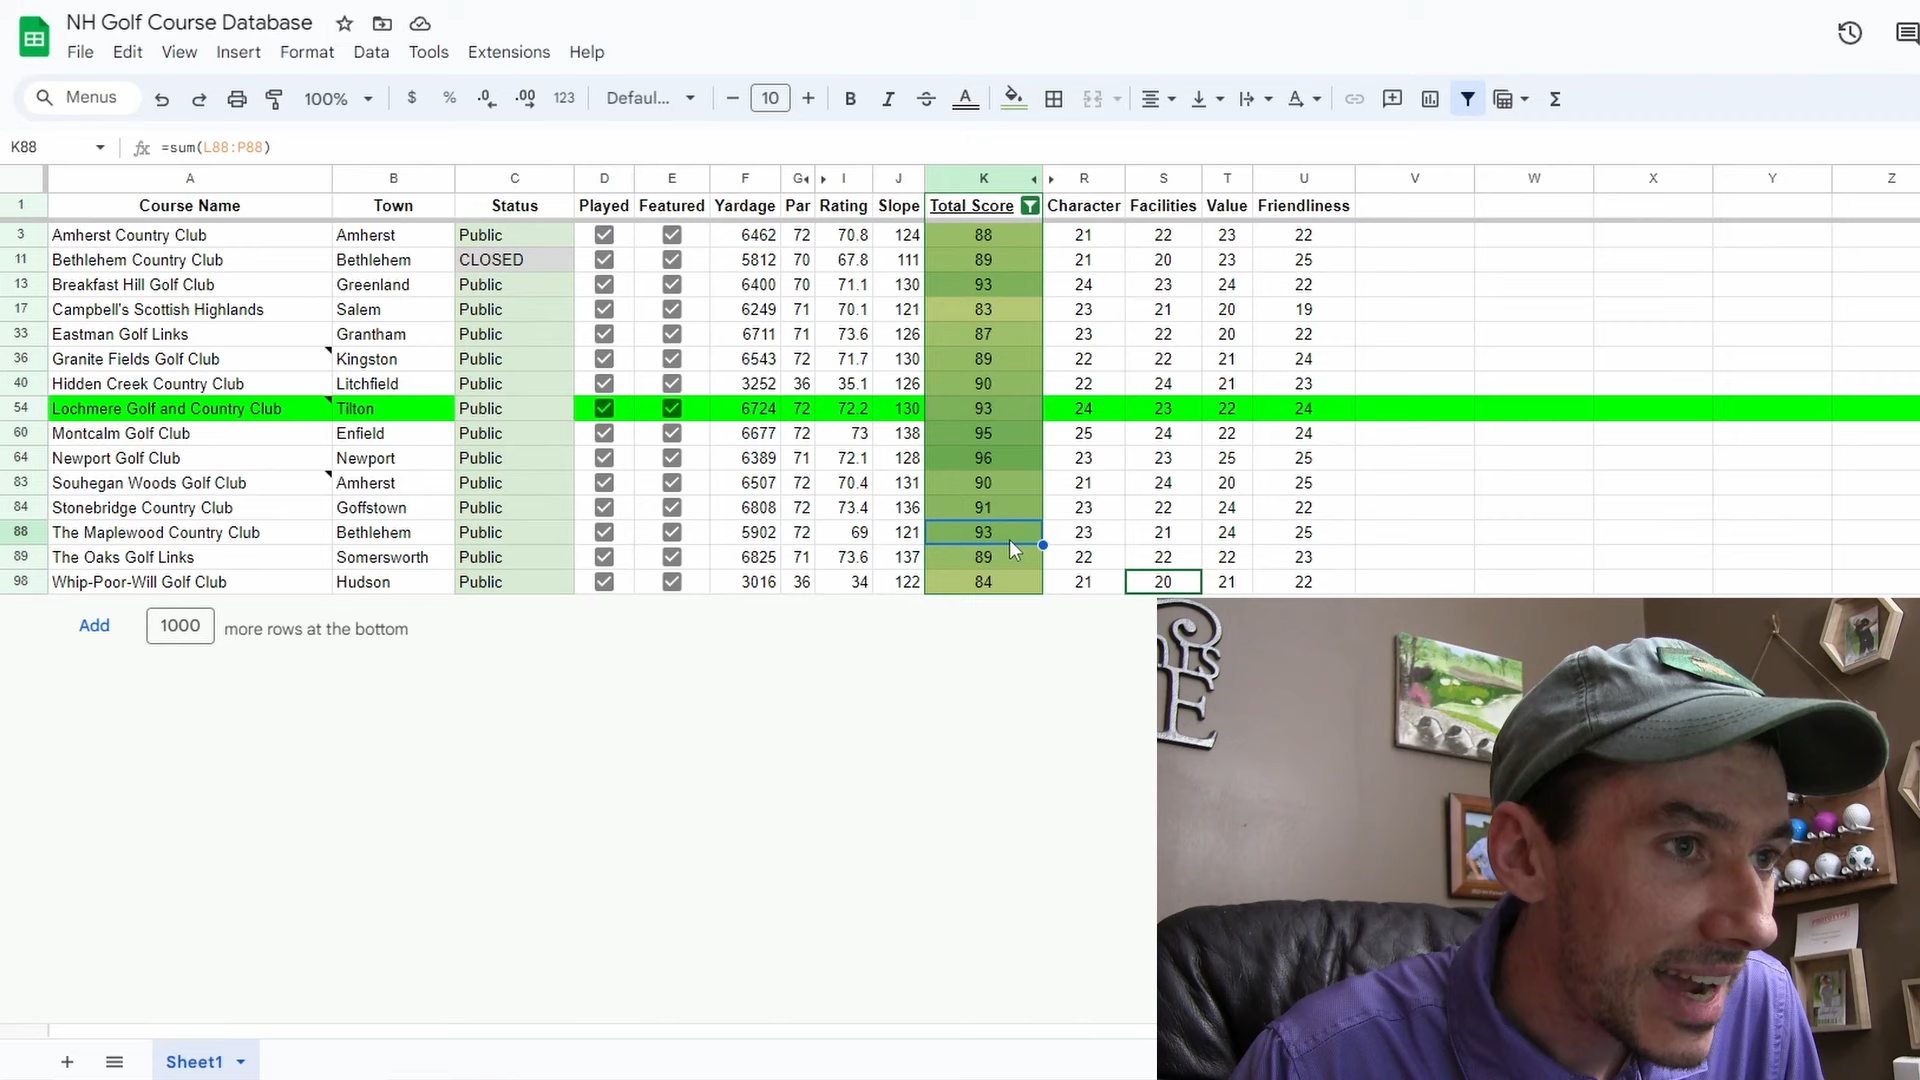 NH Golf Course Database
File Edit View Insert Format Data Tools Extensions Help
Menus 100% $ % .0 .00 123 Defaul... − 10 + B I S A Σ
K88 fx =sum(L88:P88)
A B C D E F G I J K R S T U V W X Y Z
1 Course Name Town Status Played Featured Yardage Par Rating Slope Total Score Character Facilities Value Friendliness
3 Amherst Country Club Amherst Public 6462 72 70.8 124 88 21 22 23 22
11 Bethlehem Country Club Bethlehem CLOSED 5812 70 67.8 111 89 21 20 23 25
13 Breakfast Hill Golf Club Greenland Public 6400 70 71.1 130 93 24 23 24 22
17 Campbell's Scottish Highlands Salem Public 6249 71 70.1 121 83 23 21 20 19
33 Eastman Golf Links Grantham Public 6711 71 73.6 126 87 23 22 20 22
36 Granite Fields Golf Club Kingston Public 6543 72 71.7 130 89 22 22 21 24
40 Hidden Creek Country Club Litchfield Public 3252 36 35.1 126 90 22 24 21 23
54 Lochmere Golf and Country Club Tilton Public 6724 72 72.2 130 93 24 23 22 24
60 Montcalm Golf Club Enfield Public 6677 72 73 138 95 25 24 22 24
64 Newport Golf Club Newport Public 6389 71 72.1 128 96 23 23 25 25
83 Souhegan Woods Golf Club Amherst Public 6507 72 70.4 131 90 21 24 20 25
84 Stonebridge Country Club Goffstown Public 6808 72 73.4 136 91 23 22 24 22
88 The Maplewood Country Club Bethlehem Public 5902 72 69 121 93 23 21 24 25
89 The Oaks Golf Links Somersworth Public 6825 71 73.6 137 89 22 22 22 23
98 Whip-Poor-Will Golf Club Hudson Public 3016 36 34 122 84 21 20 21 22
Add 1000 more rows at the bottom
Sheet1